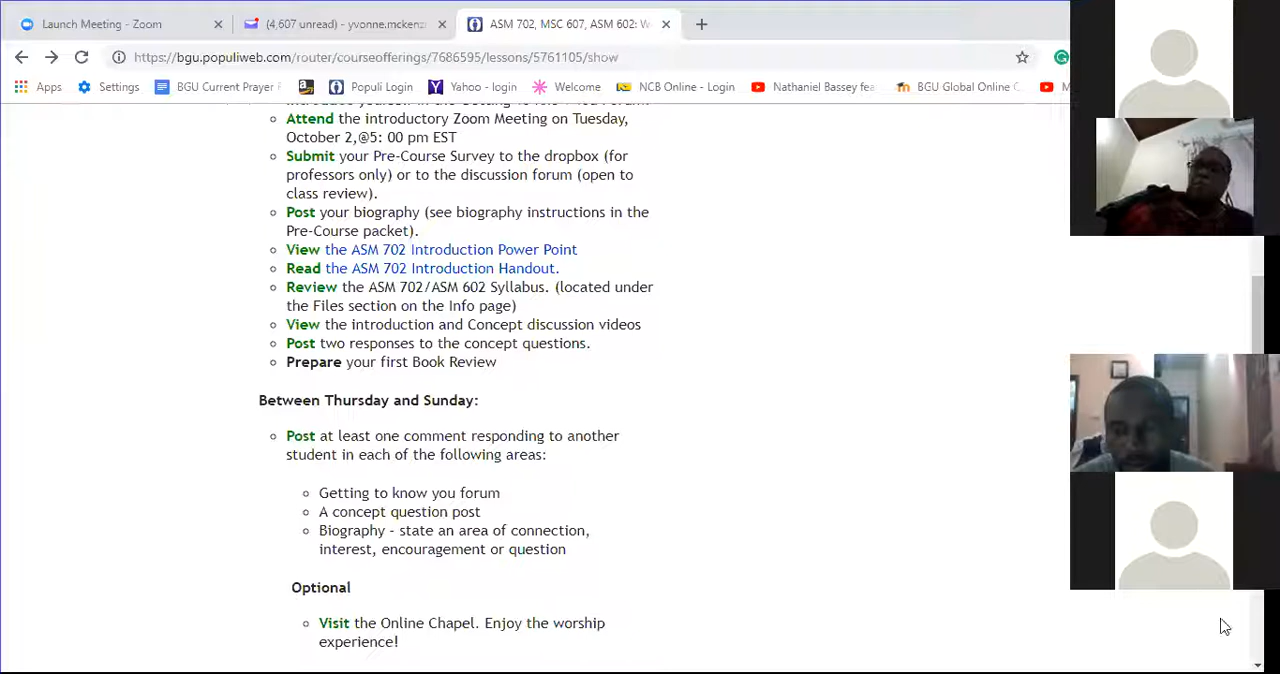 Launch Meeting - Zoom
(4,607 unread) - yvonne.mckenzi
ASM 702, MSC 607, ASM 602: W
https://bgu.populiweb.com/router/courseofferings/7686595/lessons/5761105/show
Apps
Settings
BGU Current Prayer
Populi Login
Yahoo - login
Welcome
NCB Online - Login
Nathaniel Bassey fea
BGU Global Online C
M
Attend the introductory Zoom Meeting on Tuesday,
October 2,@5: 00 pm EST
Submit your Pre-Course Survey to the dropbox (for
professors only) or to the discussion forum (open to
class review).
Post your biography (see biography instructions in the
Pre-Course packet).
View the ASM 702 Introduction Power Point
Read the ASM 702 Introduction Handout.
Review the ASM 702/ASM 602 Syllabus. (located under
the Files section on the Info page)
View the introduction and Concept discussion videos
Post two responses to the concept questions.
Prepare your first Book Review
Between Thursday and Sunday:
Post at least one comment responding to another
student in each of the following areas:
Getting to know you forum
A concept question post
Biography - state an area of connection,
interest, encouragement or question
Optional
Visit the Online Chapel. Enjoy the worship
experience!